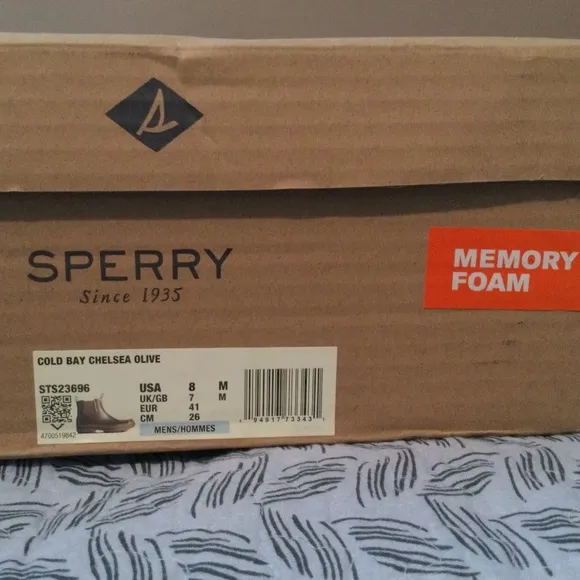 SPERRY
Since 1935
MEMORY
FOAM
COLD BAY CHELSEA OLIVE
STS23696
USA 8 M
UK/GB 7 M
EUR 41
CM 26
MENS/HOMMES
4700519842